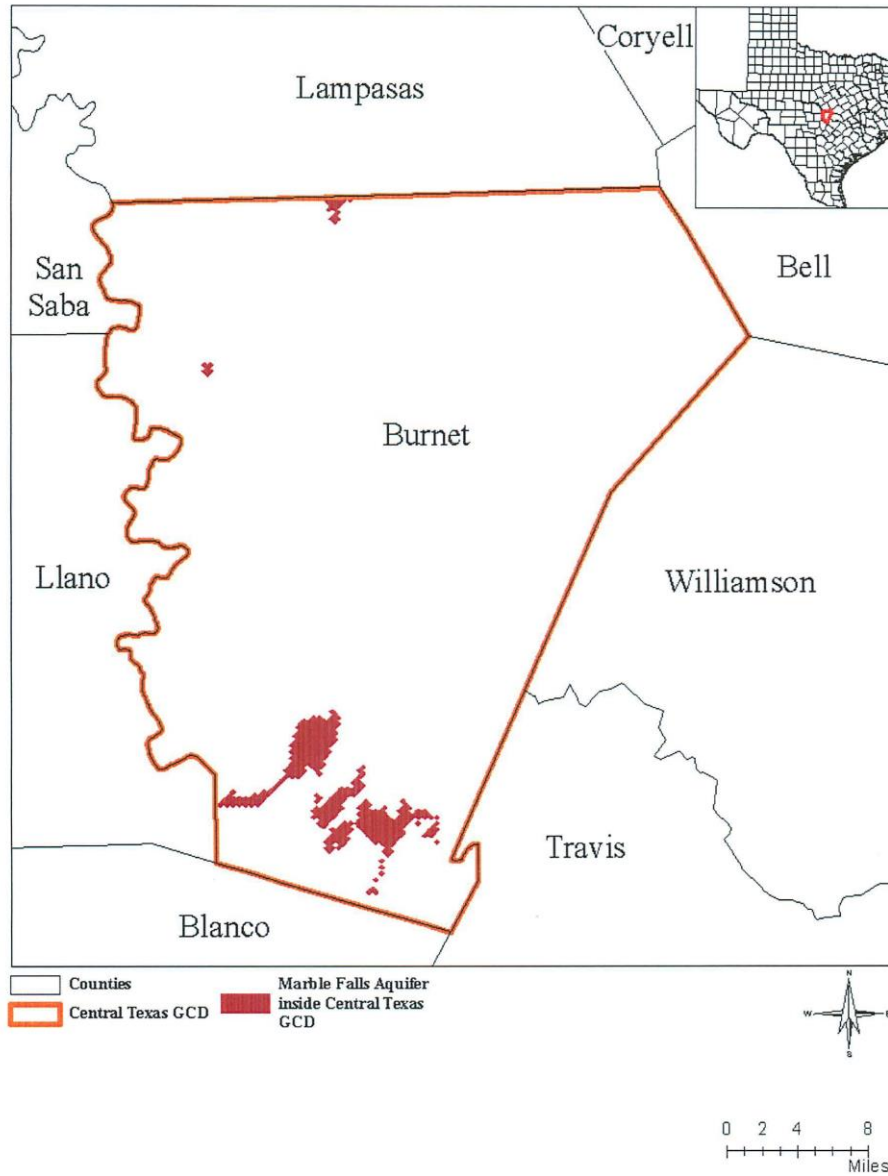 Coryell
Lampasas
San
Saba
Bell
Burnet
Llano
Williamson
Travis
Blanco
Counties
Central Texas GCD
Marble Falls Aquifer
inside Central Texas
GCD
N
W
E
S
0 2 4 8
Miles